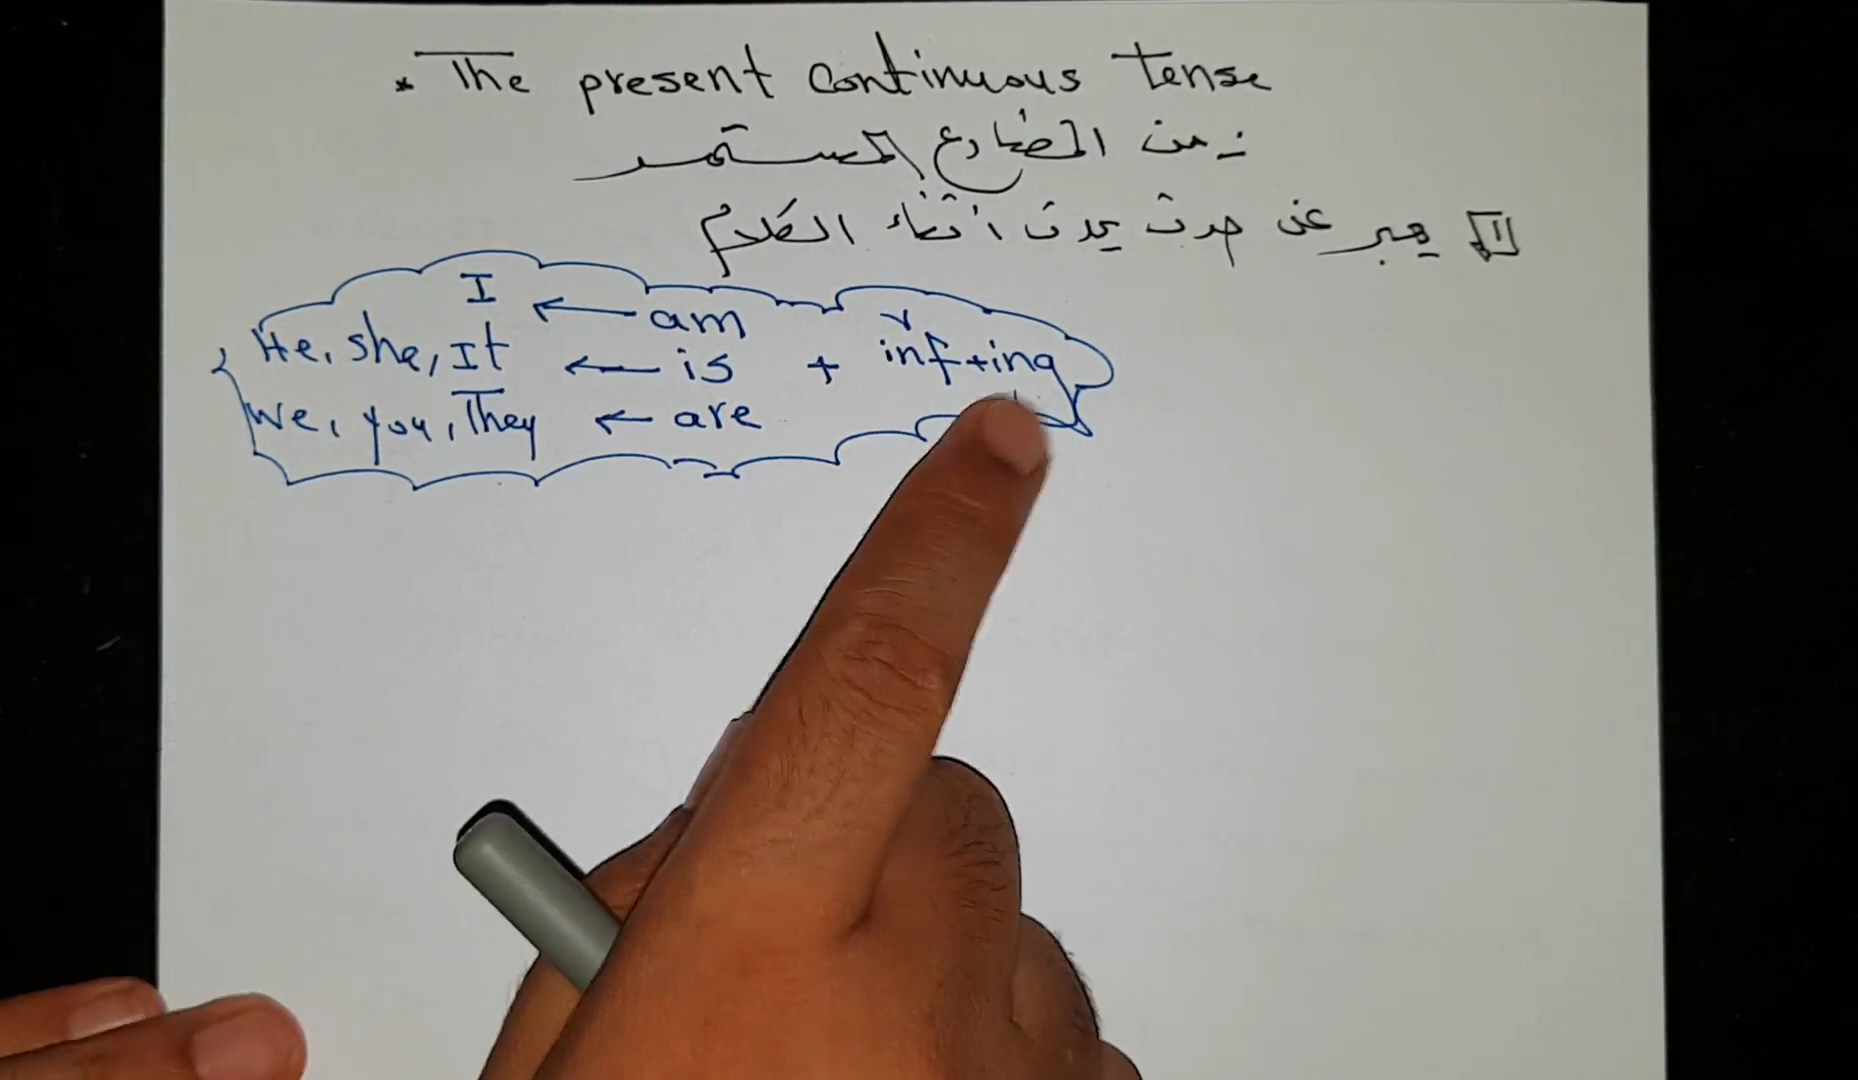 * The present continuous Tense
زمن المضارع المستمر
1 يعبر عن حدث يحدث أثناء الكلام
I ← am
v
He, she, It ← is + inf+ing
We, you, They ← are